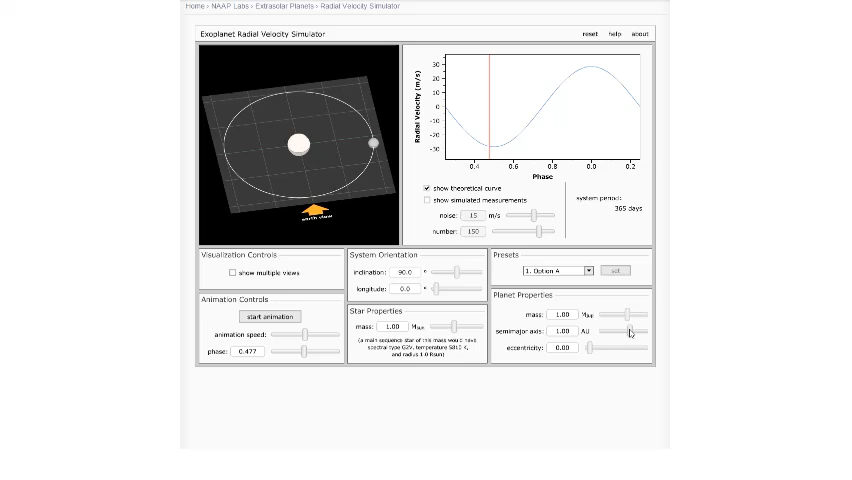 Home › NAAP Labs › Extrasolar Planets › Radial Velocity Simulator
Exoplanet Radial Velocity Simulator
reset help about
earth view
Radial Velocity (m/s)
30
20
10
0
-10
-20
-30
0.4 0.6 0.8 0.0 0.2
Phase
show theoretical curve
show simulated measurements
noise: 15 m/s
number: 150
system period:
365 days
Visualization Controls
show multiple views
Animation Controls
start animation
animation speed:
phase: 0.477
System Orientation
inclination: 90.0 °
longitude: 0.0 °
Star Properties
mass: 1.00 Msun
(a main sequence star of this mass would have
spectral type G2V, temperature 5810 K,
and radius 1.0 Rsun)
Presets
1. Option A
set
Planet Properties
mass: 1.00 Mjup
semimajor axis: 1.00 AU
eccentricity: 0.00